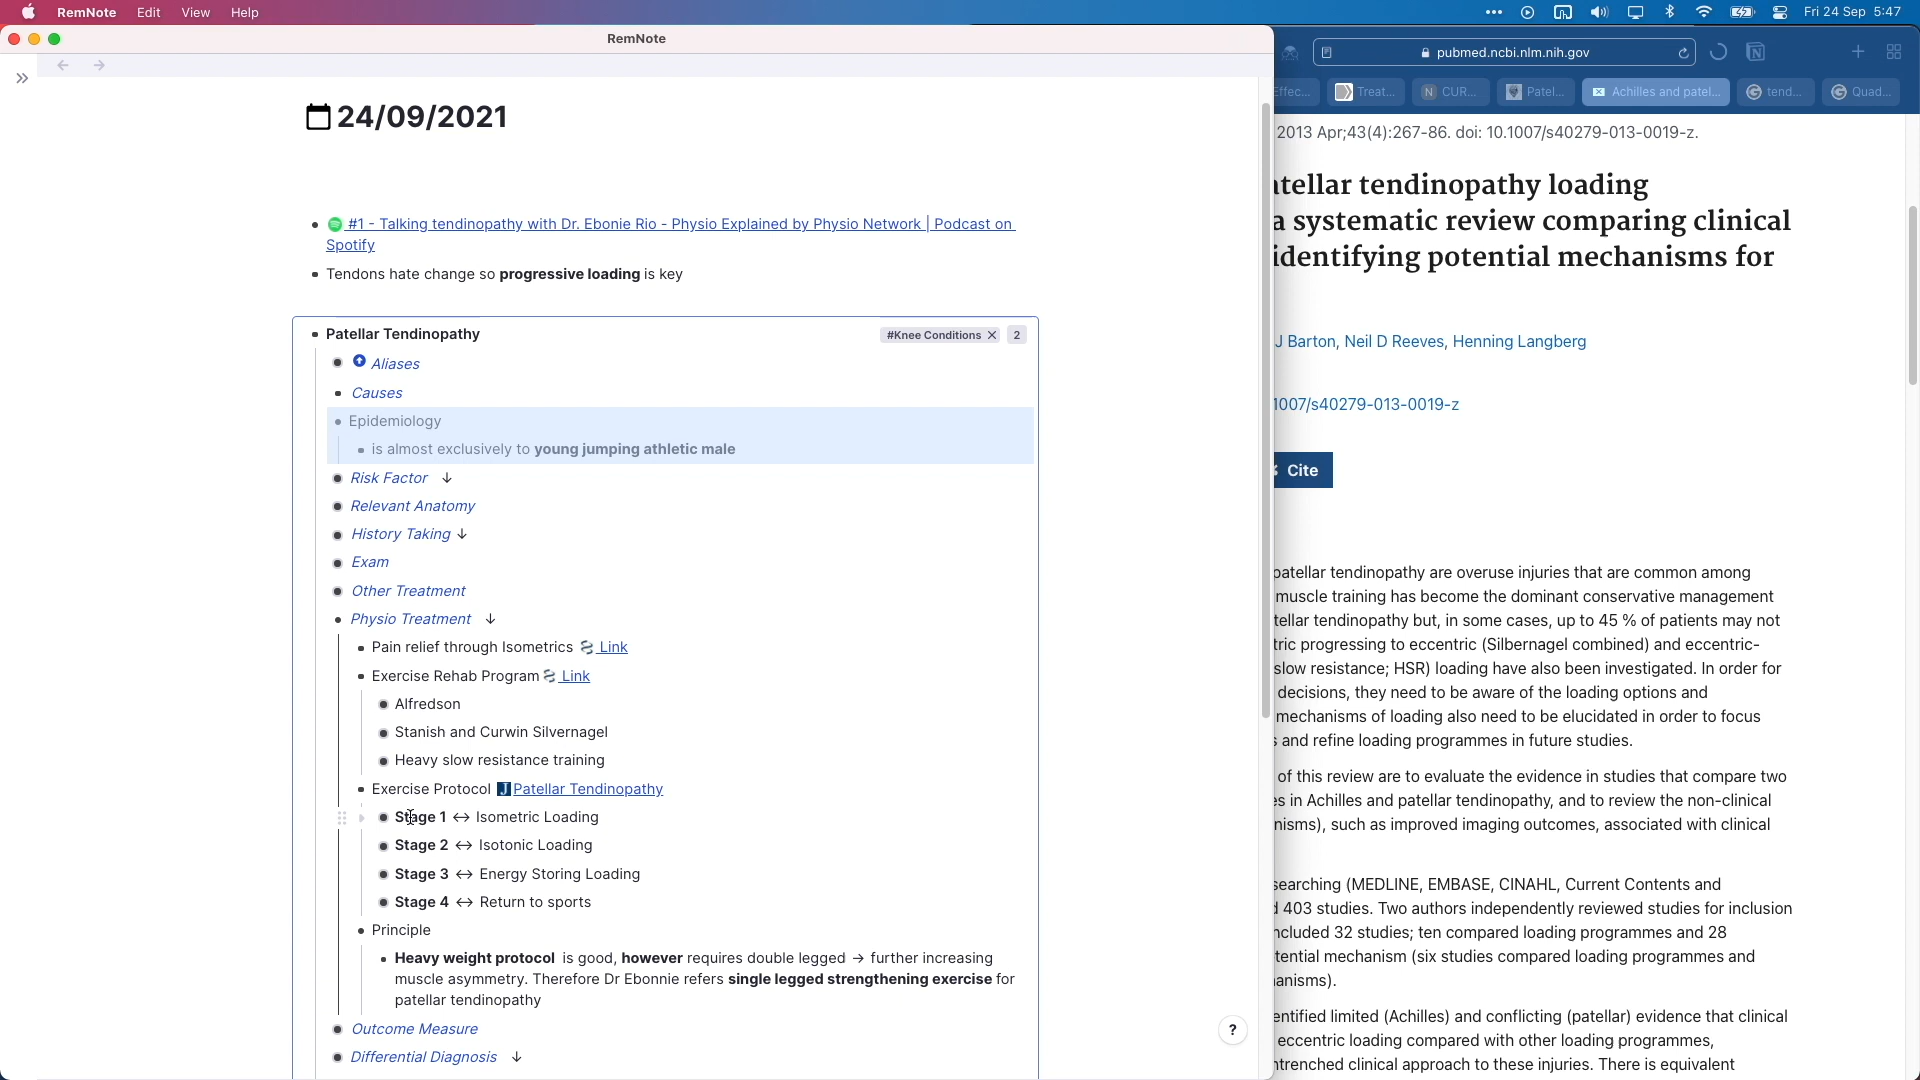 RemNote Edit View Help
Fri 24 Sep 5:47
RemNote
pubmed.ncbi.nlm.nih.gov
Effec...
Treat...
CUR...
Patel...
Achilles and patel...
tend...
Quad...
24/09/2021
#1 - Talking tendinopathy with Dr. Ebonie Rio - Physio Explained by Physio Network | Podcast on
Spotify
Tendons hate change so progressive loading is key
Patellar Tendinopathy
#Knee Conditions ✕ 2
Aliases
Causes
Epidemiology
is almost exclusively to young jumping athletic male
Risk Factor ↓
Relevant Anatomy
History Taking ↓
Exam
Other Treatment
Physio Treatment ↓
Pain relief through Isometrics Link
Exercise Rehab Program Link
Alfredson
Stanish and Curwin Silvernagel
Heavy slow resistance training
Exercise Protocol Patellar Tendinopathy
Stage 1 ↔ Isometric Loading
Stage 2 ↔ Isotonic Loading
Stage 3 ↔ Energy Storing Loading
Stage 4 ↔ Return to sports
Principle
Heavy weight protocol is good, however requires double legged → further increasing
muscle asymmetry. Therefore Dr Ebonnie refers single legged strengthening exercise for
patellar tendinopathy
Outcome Measure
Differential Diagnosis ↓
?
2013 Apr;43(4):267-86. doi: 10.1007/s40279-013-0019-z.
atellar tendinopathy loading
a systematic review comparing clinical
identifying potential mechanisms for
J Barton, Neil D Reeves, Henning Langberg
1007/s40279-013-0019-z
Cite
patellar tendinopathy are overuse injuries that are common among
muscle training has become the dominant conservative management
tellar tendinopathy but, in some cases, up to 45 % of patients may not
tric progressing to eccentric (Silbernagel combined) and eccentric-
slow resistance; HSR) loading have also been investigated. In order for
decisions, they need to be aware of the loading options and
mechanisms of loading also need to be elucidated in order to focus
s and refine loading programmes in future studies.
of this review are to evaluate the evidence in studies that compare two
es in Achilles and patellar tendinopathy, and to review the non-clinical
nisms), such as improved imaging outcomes, associated with clinical
searching (MEDLINE, EMBASE, CINAHL, Current Contents and
d 403 studies. Two authors independently reviewed studies for inclusion
ncluded 32 studies; ten compared loading programmes and 28
tential mechanism (six studies compared loading programmes and
anisms).
entified limited (Achilles) and conflicting (patellar) evidence that clinical
eccentric loading compared with other loading programmes,
ntrenched clinical approach to these injuries. There is equivalent